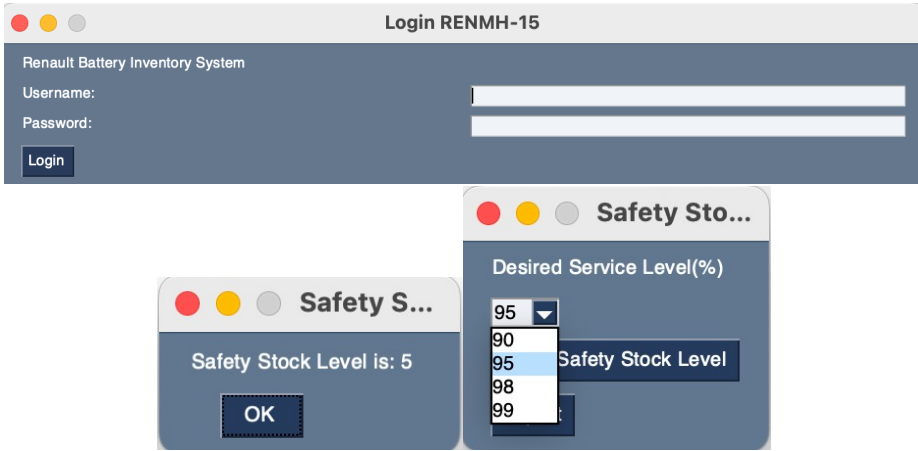 Login RENMH-15
Renault Battery Inventory System
Username:
Password:
Login
Safety S...
Safety Stock Level is: 5
OK
Safety Sto...
Desired Service Level(%)
95
90
95
98
99
Safety Stock Level